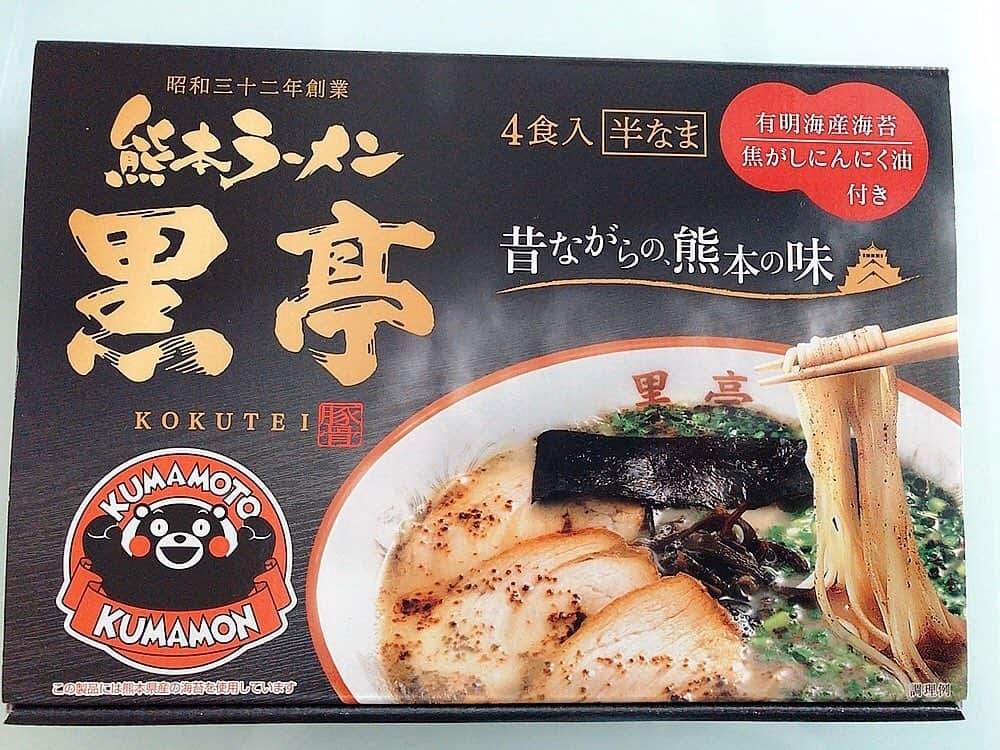 昭和三十二年創業
熊本ラーメン
黒亭
KOKUTEI
豚骨
4食入 半なま
有明海産海苔
焦がしにんにく油
付き
昔ながらの、熊本の味
黒亭
KUMAMOTO
KUMAMON
この製品には熊本県産の海苔を使用しています
調理例